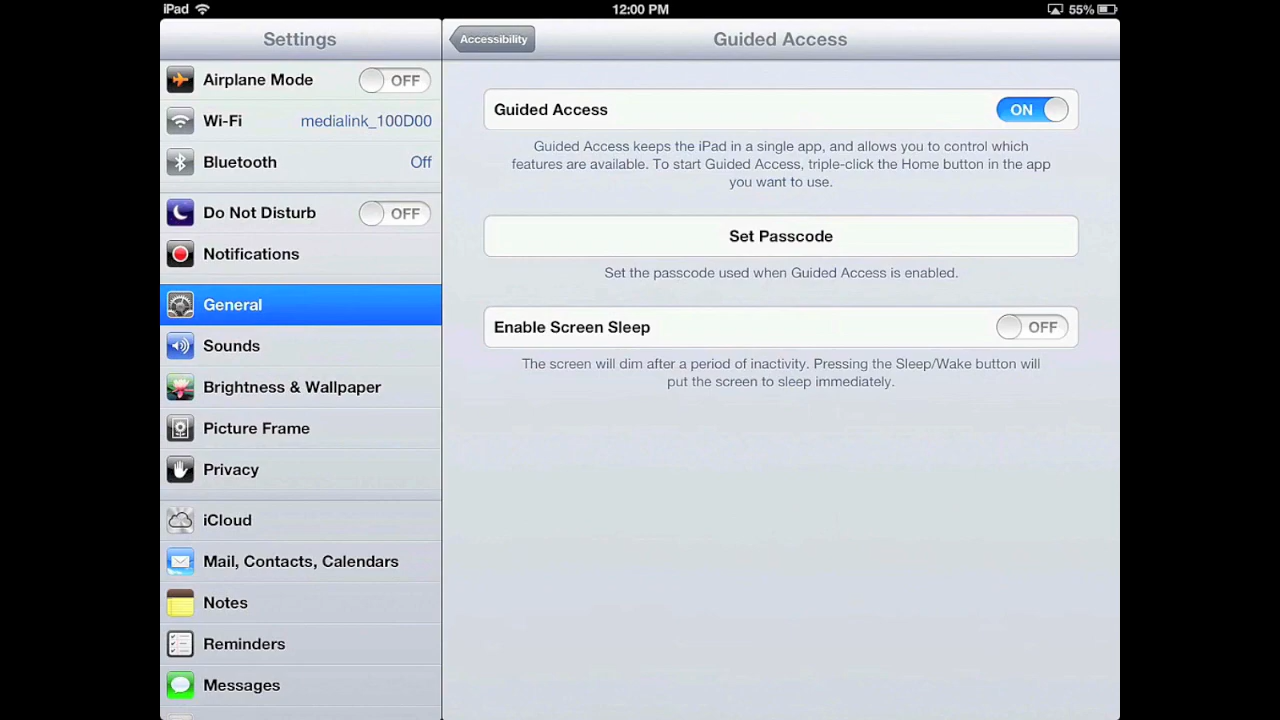 iPad
12:00 PM
55%
Settings
Accessibility
Guided Access
Airplane Mode
OFF
Wi-Fi
medialink_100D00
Bluetooth
Off
Do Not Disturb
OFF
Notifications
General
Sounds
Brightness & Wallpaper
Picture Frame
Privacy
iCloud
Mail, Contacts, Calendars
Notes
Reminders
Messages
Guided Access
ON
Guided Access keeps the iPad in a single app, and allows you to control which
features are available. To start Guided Access, triple-click the Home button in the app
you want to use.
Set Passcode
Set the passcode used when Guided Access is enabled.
Enable Screen Sleep
OFF
The screen will dim after a period of inactivity. Pressing the Sleep/Wake button will
put the screen to sleep immediately.